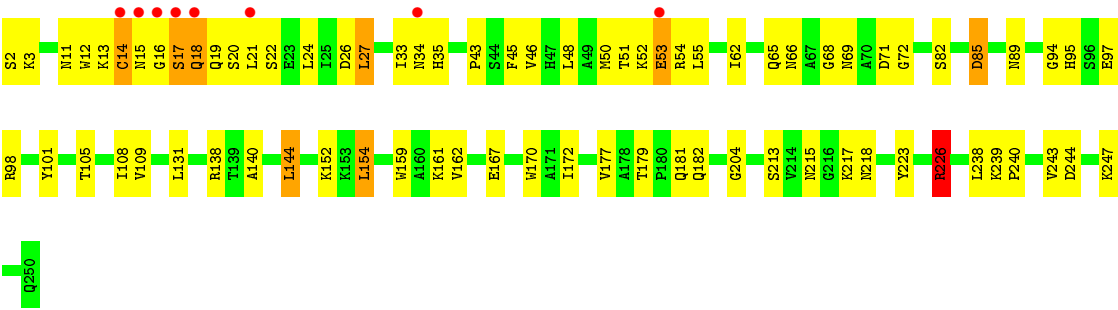 S2 K3 N11 W12 K13 C14 N15 G16 S17 Q18 Q19 S20 L21 S22 E23 L24 I25 D26 L27 I33 N34 H35 P43 S44 F45 V46 H47 L48 A49 M50 T51 K52 E53 R54 L55 I62 Q65 N66 A67 G68 N69 A70 D71 G72 S82 D85 N89 G94 H95 S96 E97
R98 Y101 T105 I108 V109 L131 R138 T139 A140 L144 K152 K153 L154 W159 A160 K161 V162 E167 W170 A171 I172 V177 A178 T179 P180 Q181 Q182 G204 S213 V214 N215 G216 K217 N218 Y223 R226 L238 K239 P240 V243 D244 K247
Q250